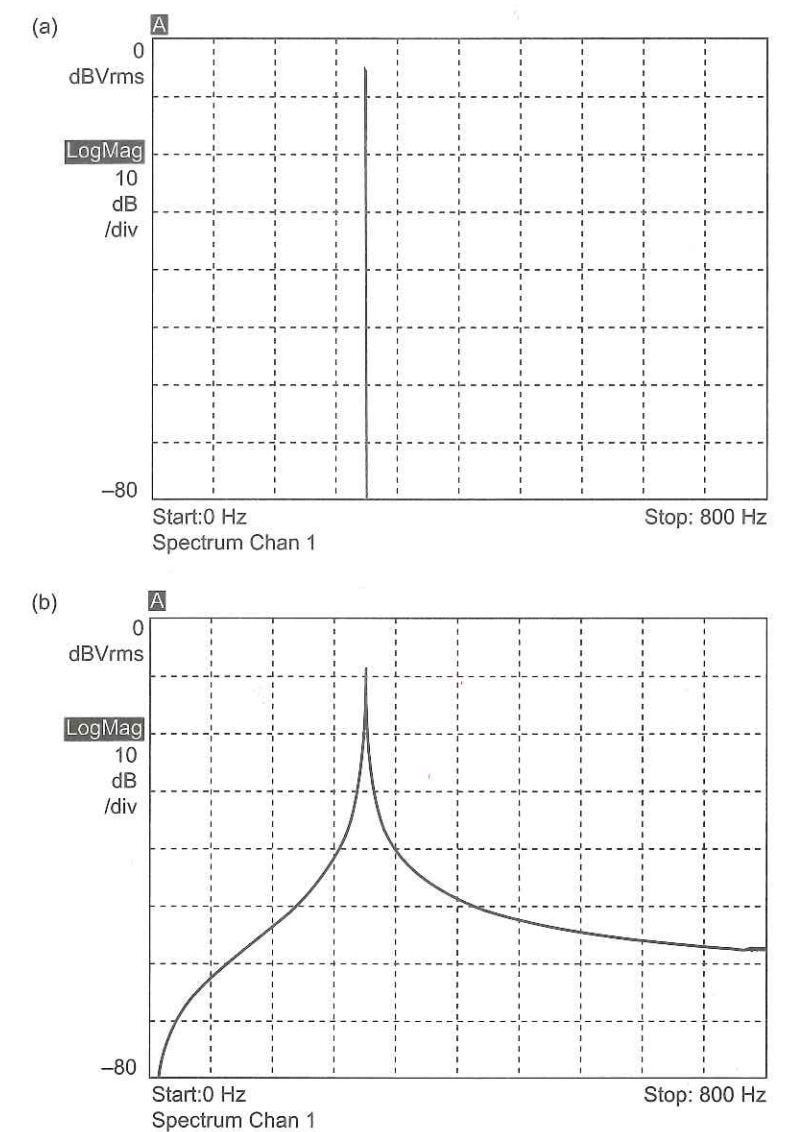 (a)
A
0
dBVrms
LogMag
10
dB
/div
–80
Start:0 Hz
Stop: 800 Hz
Spectrum Chan 1
(b)
A
0
dBVrms
LogMag
10
dB
/div
–80
Start:0 Hz
Stop: 800 Hz
Spectrum Chan 1